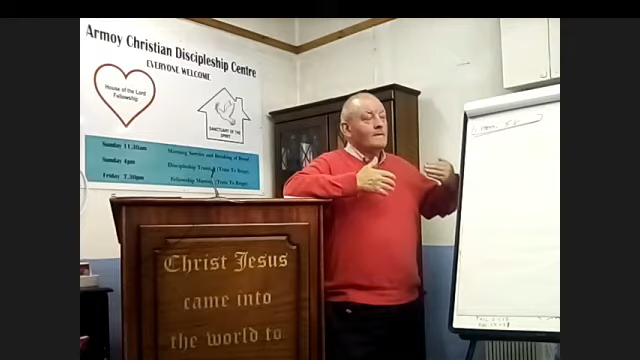 Armoy Christian Discipleship Centre
EVERYONE WELCOME
House of the Lord
Fellowship
SANCTUARY OF THE
SPIRIT
Sunday 11.30am Morning Service and Breaking of Bread
Sunday 4pm Discipleship Training
Friday 7.30pm Fellowship Meeting
Christ Jesus
came into
the world to